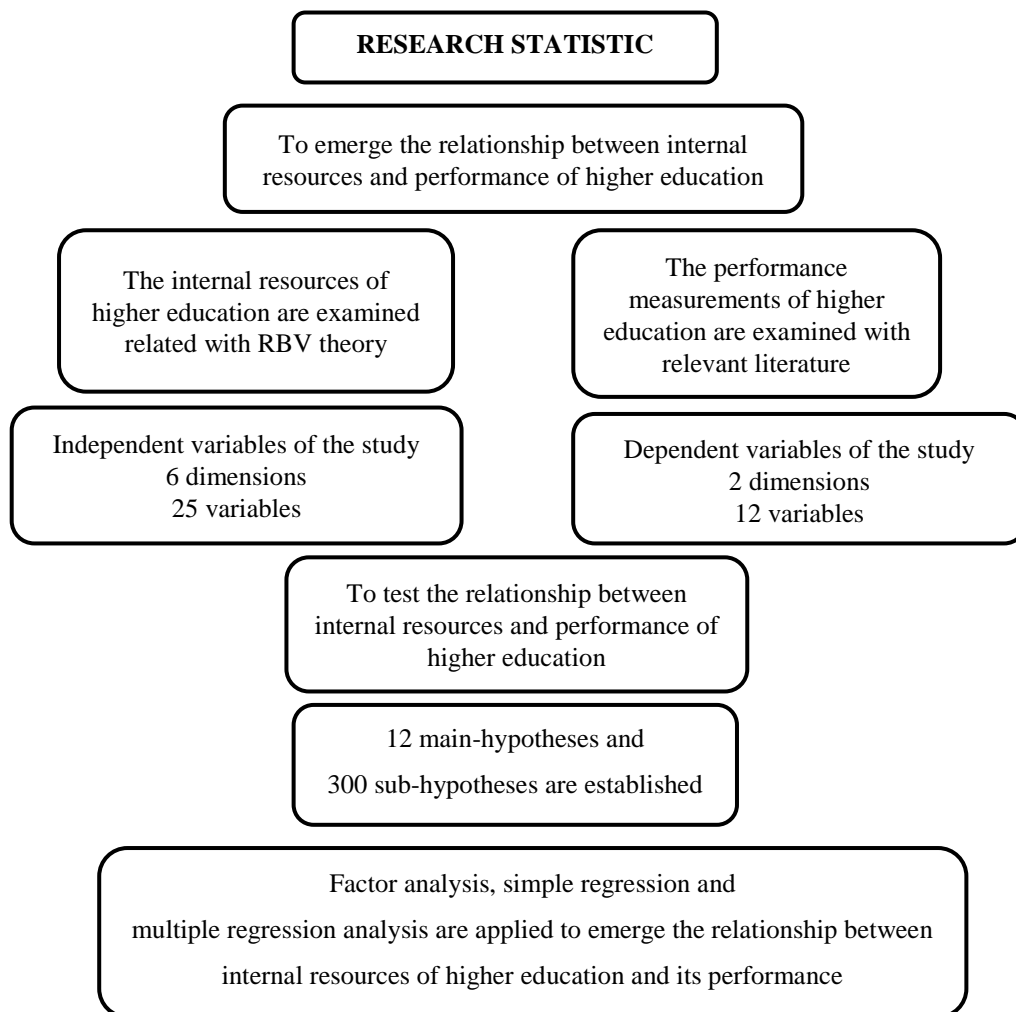 RESEARCH STATISTIC
To emerge the relationship between internal
resources and performance of higher education
The internal resources of
higher education are examined
related with RBV theory
The performance
measurements of higher
education are examined with
relevant literature
Independent variables of the study
6 dimensions
25 variables
Dependent variables of the study
2 dimensions
12 variables
To test the relationship between
internal resources and performance of
higher education
12 main-hypotheses and
300 sub-hypotheses are established
Factor analysis, simple regression and
multiple regression analysis are applied to emerge the relationship between
internal resources of higher education and its performance